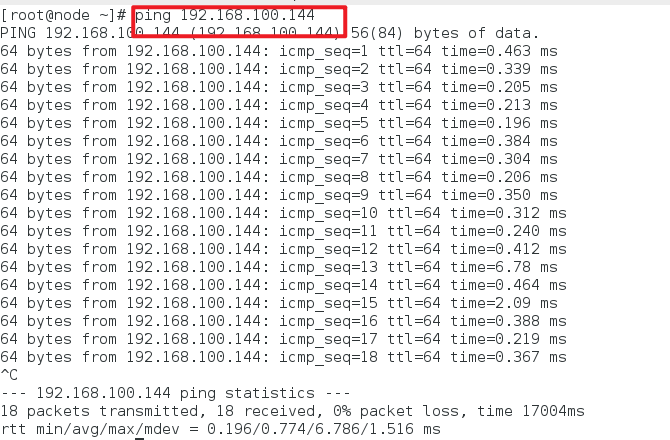 [root@node ~]# ping 192.168.100.144
PING 192.168.100.144 (192.168.100.144) 56(84) bytes of data.
64 bytes from 192.168.100.144: icmp_seq=1 ttl=64 time=0.463 ms
64 bytes from 192.168.100.144: icmp_seq=2 ttl=64 time=0.339 ms
64 bytes from 192.168.100.144: icmp_seq=3 ttl=64 time=0.205 ms
64 bytes from 192.168.100.144: icmp_seq=4 ttl=64 time=0.213 ms
64 bytes from 192.168.100.144: icmp_seq=5 ttl=64 time=0.196 ms
64 bytes from 192.168.100.144: icmp_seq=6 ttl=64 time=0.384 ms
64 bytes from 192.168.100.144: icmp_seq=7 ttl=64 time=0.304 ms
64 bytes from 192.168.100.144: icmp_seq=8 ttl=64 time=0.206 ms
64 bytes from 192.168.100.144: icmp_seq=9 ttl=64 time=0.350 ms
64 bytes from 192.168.100.144: icmp_seq=10 ttl=64 time=0.312 ms
64 bytes from 192.168.100.144: icmp_seq=11 ttl=64 time=0.240 ms
64 bytes from 192.168.100.144: icmp_seq=12 ttl=64 time=0.412 ms
64 bytes from 192.168.100.144: icmp_seq=13 ttl=64 time=6.78 ms
64 bytes from 192.168.100.144: icmp_seq=14 ttl=64 time=0.464 ms
64 bytes from 192.168.100.144: icmp_seq=15 ttl=64 time=2.09 ms
64 bytes from 192.168.100.144: icmp_seq=16 ttl=64 time=0.388 ms
64 bytes from 192.168.100.144: icmp_seq=17 ttl=64 time=0.219 ms
64 bytes from 192.168.100.144: icmp_seq=18 ttl=64 time=0.367 ms
^C
--- 192.168.100.144 ping statistics ---
18 packets transmitted, 18 received, 0% packet loss, time 17004ms
rtt min/avg/max/mdev = 0.196/0.774/6.786/1.516 ms